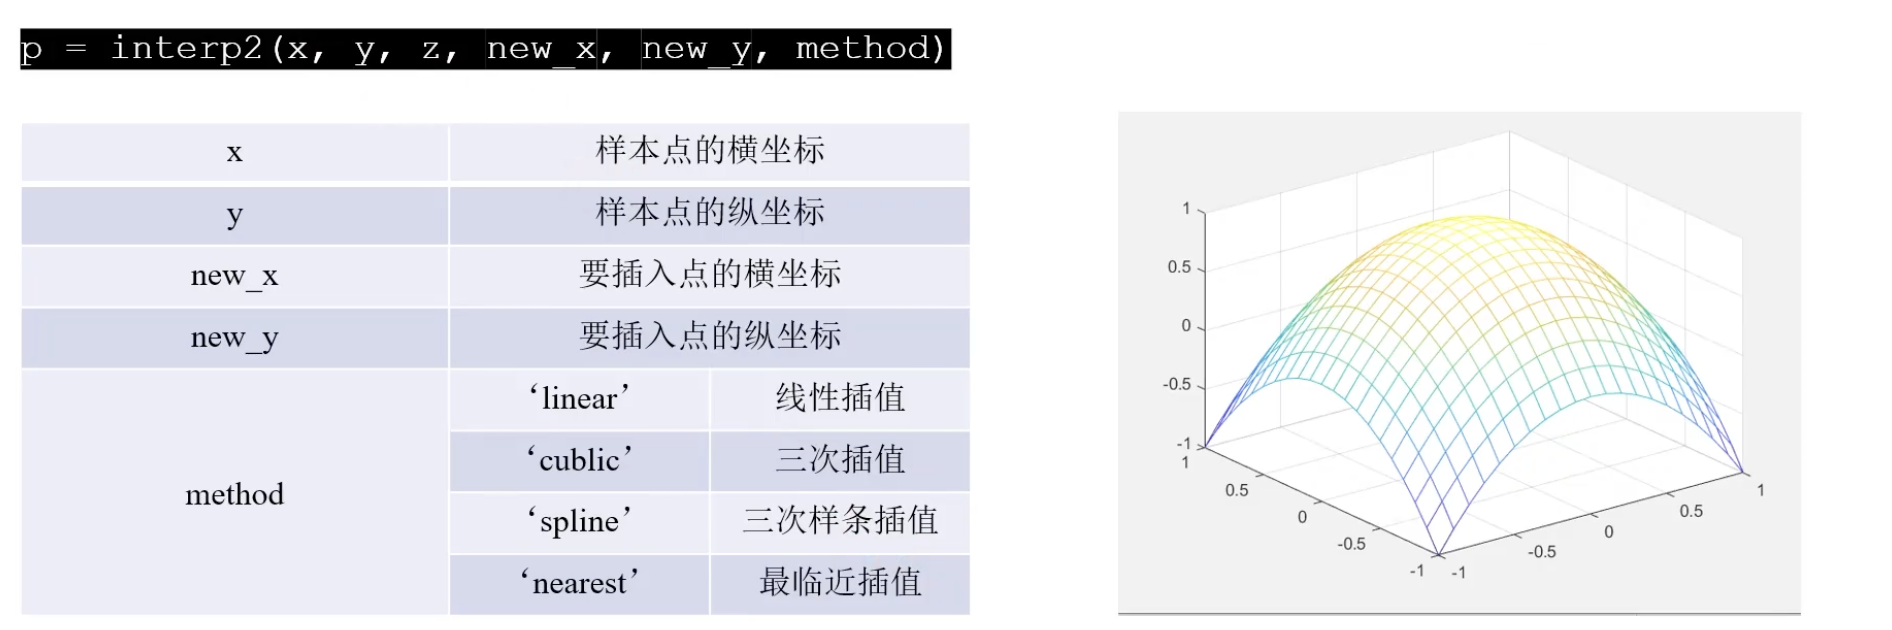 p = interp2(x, y, z, new_x, new_y, method)
x 样本点的横坐标
y 样本点的纵坐标
new_x 要插入点的横坐标
new_y 要插入点的纵坐标
method
‘linear’ 线性插值
‘cublic’ 三次插值
‘spline’ 三次样条插值
‘nearest’ 最临近插值
1
0.5
0
-0.5
-1
1
0.5
0
-0.5
-1
-1
-0.5
0
0.5
1